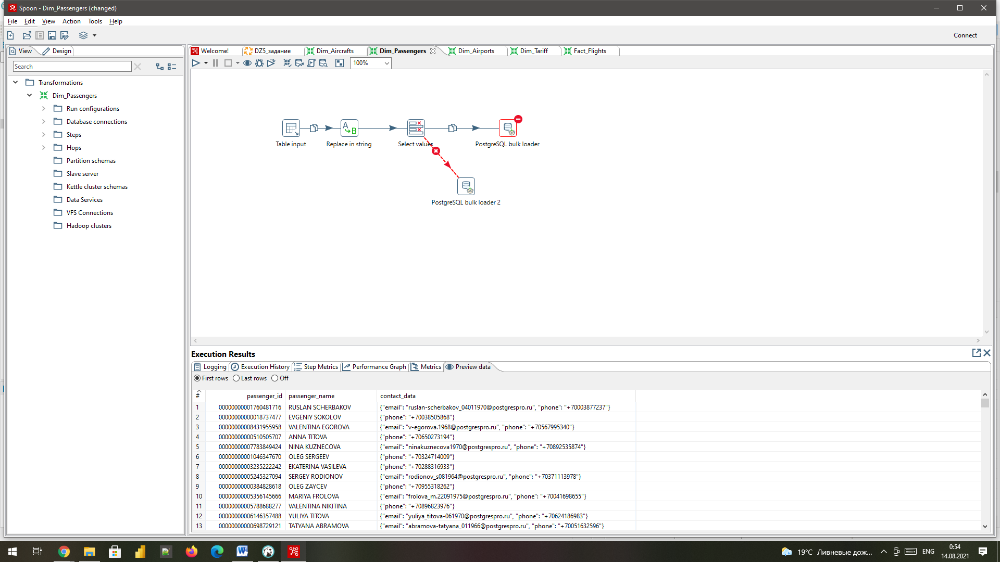 Spoon - Dim_Passengers (changed)
File Edit View Action Tools Help
Connect
View Design
Welcome! DZ5_задание Dim_Aircrafts Dim_Passengers Dim_Airports Dim_Tariff Fact_Flights
Search
100%
Transformations
Dim_Passengers
Run configurations
Database connections
Steps
Hops
Partition schemas
Slave server
Kettle cluster schemas
Data Services
VFS Connections
Hadoop clusters
Table input Replace in string Select values PostgreSQL bulk loader
PostgreSQL bulk loader 2
Execution Results
Logging Execution History Step Metrics Performance Graph Metrics Preview data
First rows Last rows Off
# passenger_id passenger_name contact_data
1 00000000001760481716 RUSLAN SCHERBAKOV {"email": "ruslan-scherbakov_04011970@postgrespro.ru", "phone": "+70003877237"}
2 00000000000018737477 EVGENIY SOKOLOV {"phone": "+70038505868"}
3 00000000008431955958 VALENTINA EGOROVA {"email": "v-egorova.1968@postgrespro.ru", "phone": "+70567995340"}
4 00000000000510505707 ANNA TITOVA {"phone": "+70650273194"}
5 00000000007783849424 NINA KUZNECOVA {"email": "ninakuznecova1970@postgrespro.ru", "phone": "+70892535874"}
6 00000000001046347670 OLEG SERGEEV {"phone": "+70324714009"}
7 00000000003235222242 EKATERINA VASILEVA {"phone": "+70288316933"}
8 00000000005245327094 SERGEY RODIONOV {"email": "rodionov_s081964@postgrespro.ru", "phone": "+70371113978"}
9 00000000000384828618 OLEG ZAYCEV {"phone": "+70955318262"}
10 00000000005356145666 MARIYA FROLOVA {"email": "frolova_m.22091975@postgrespro.ru", "phone": "+70041698655"}
11 00000000005788688277 VALENTINA NIKITINA {"phone": "+70896823976"}
12 00000000006146357488 YULIYA TITOVA {"email": "yuliya_titova-061970@postgrespro.ru", "phone": "+70624186983"}
13 00000000000698729121 TATYANA ABRAMOVA {"email": "abramova-tatyana_011966@postgrespro.ru", "phone": "+70051632596"}
19°C Ливневые дож... ENG 0:54
14.08.2021